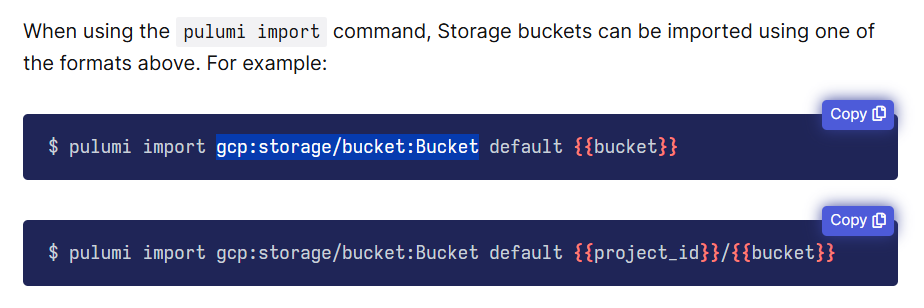 When using the pulumi import command, Storage buckets can be imported using one of
the formats above. For example:
Copy
$ pulumi import gcp:storage/bucket:Bucket default {{bucket}}
Copy
$ pulumi import gcp:storage/bucket:Bucket default {{project_id}}/{{bucket}}